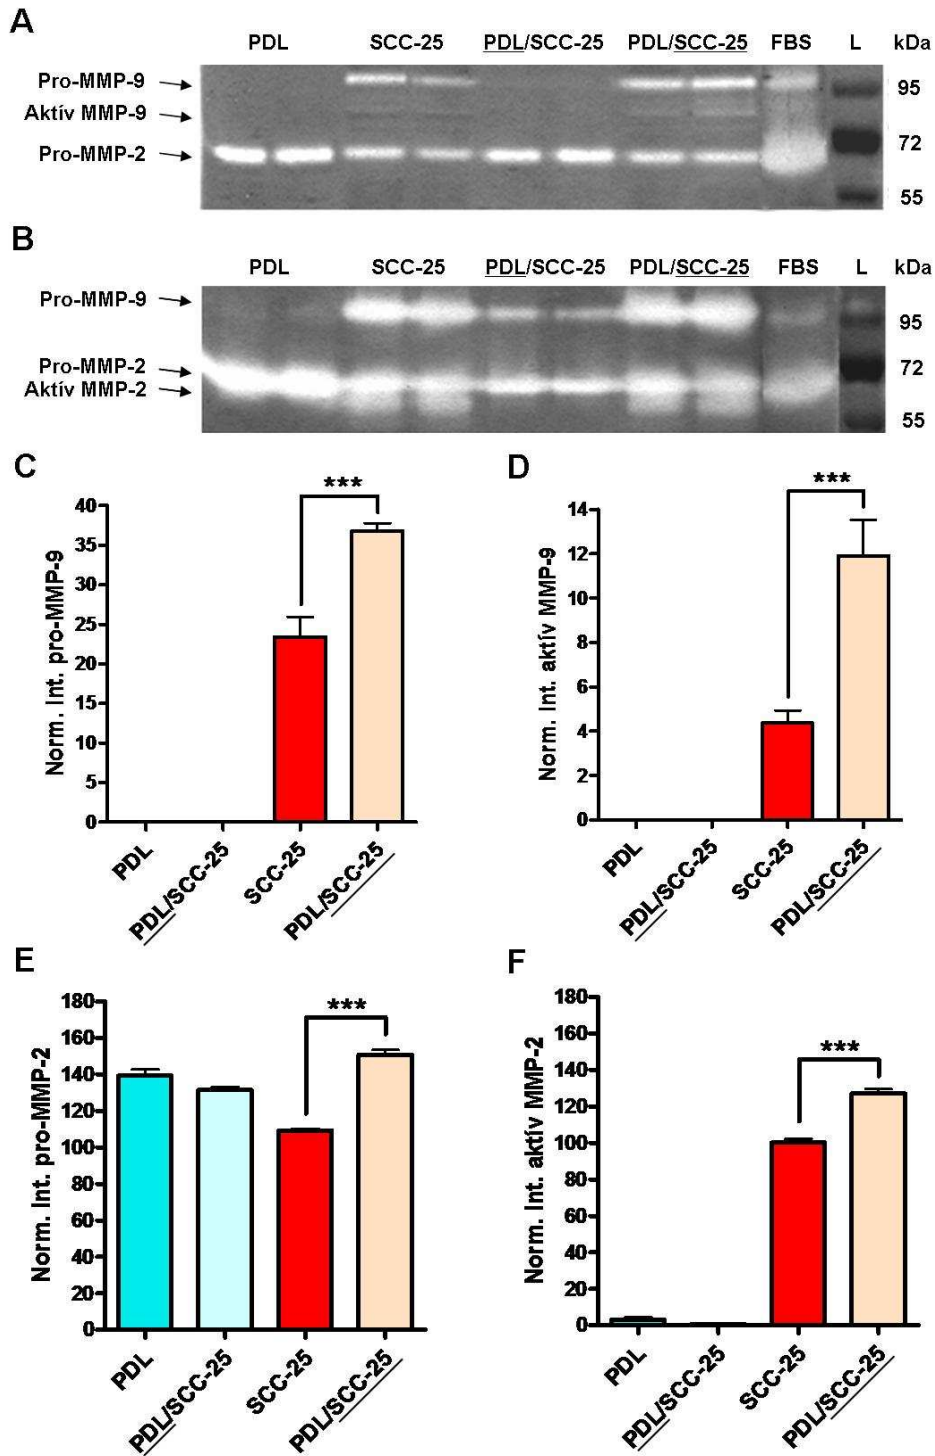 A
PDL SCC-25 PDL/SCC-25 PDL/SCC-25 FBS L kDa
Pro-MMP-9
Aktív MMP-9
Pro-MMP-2
95
72
55
B
PDL SCC-25 PDL/SCC-25 PDL/SCC-25 FBS L kDa
Pro-MMP-9
Pro-MMP-2
Aktív MMP-2
95
72
55
C
***
Norm. Int. pro-MMP-9
40
35
30
25
20
15
10
5
0
PDL
PDL/SCC-25
SCC-25
PDL/SCC-25
D
***
Norm. Int. aktív MMP-9
14
12
10
8
6
4
2
0
PDL
PDL/SCC-25
SCC-25
PDL/SCC-25
E
***
Norm. Int. pro-MMP-2
180
160
140
120
100
80
60
40
20
0
PDL
PDL/SCC-25
SCC-25
PDL/SCC-25
F
***
Norm. Int. aktív MMP-2
180
160
140
120
100
80
60
40
20
0
PDL
PDL/SCC-25
SCC-25
PDL/SCC-25